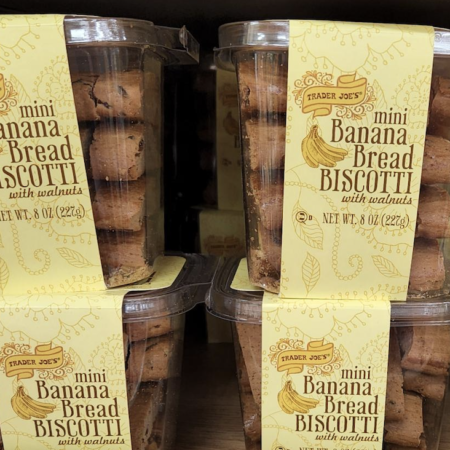 mini
Banana
Bread
BISCOTTI
with walnuts
NET WT. 8 OZ (227g)
TRADER JOE'S®
mini
Banana
Bread
BISCOTTI
with walnuts
D
NET WT. 8 OZ (227g)
TRADER JOE'S®
mini
Banana
Bread
BISCOTTI
with walnuts
TRADER JOE'S®
mini
Banana
Bread
BISCOTTI
with walnuts